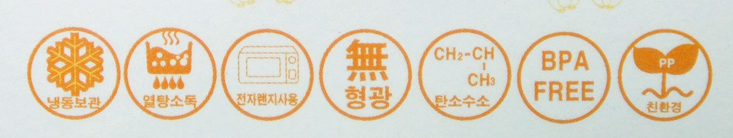 냉동보관
열탕소독
전자랜지사용
無
형광
CH₂-CH
CH₃
탄소수소
BPA
FREE
PP
친환경